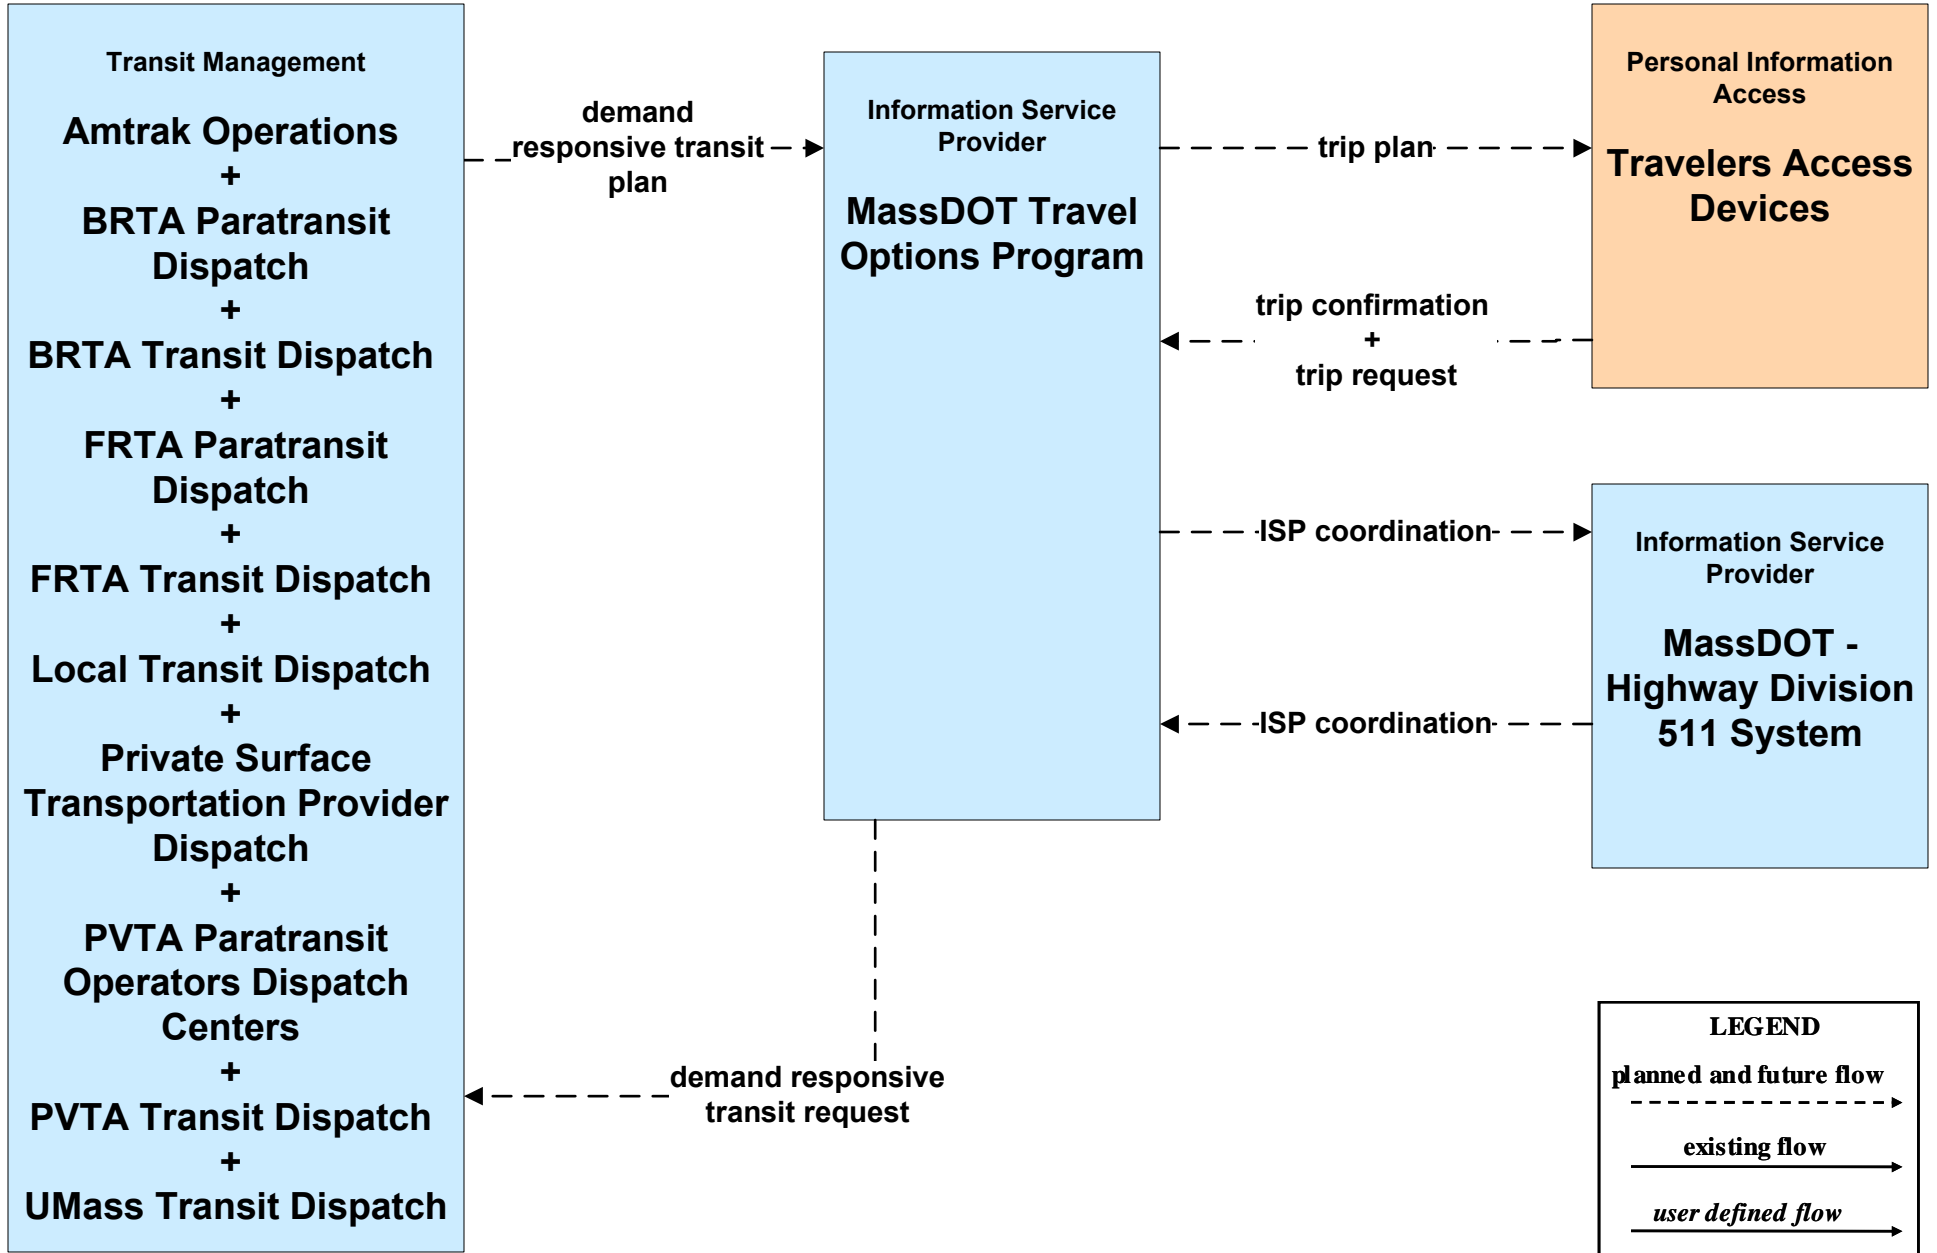 Transit Management
Amtrak Operations
+
BRTA Paratransit
Dispatch
+
BRTA Transit Dispatch
+
FRTA Paratransit
Dispatch
+
FRTA Transit Dispatch
+
Local Transit Dispatch
+
Private Surface
Transportation Provider
Dispatch
+
PVTA Paratransit
Operators Dispatch
Centers
+
PVTA Transit Dispatch
+
UMass Transit Dispatch
demand
responsive transit
plan
Information Service
Provider
MassDOT Travel
Options Program
trip plan
trip confirmation
+
trip request
ISP coordination
ISP coordination
demand responsive
transit request
Personal Information
Access
Travelers Access
Devices
Information Service
Provider
MassDOT -
Highway Division
511 System
LEGEND
planned and future flow
existing flow
user defined flow